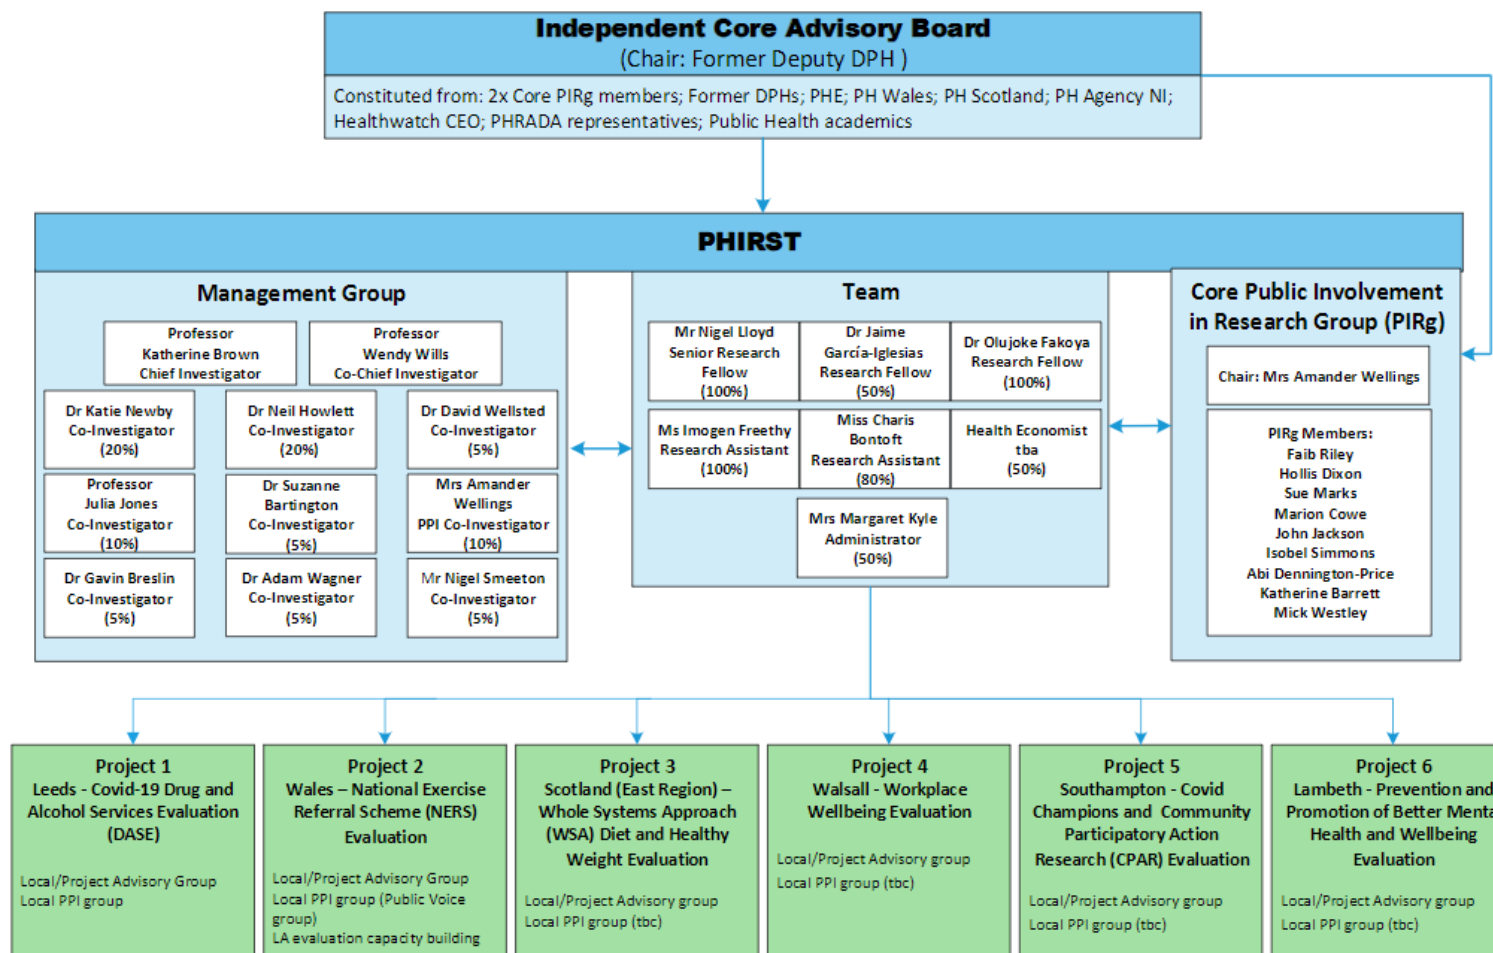 Independent Core Advisory Board
(Chair: Former Deputy DPH )
Constituted from: 2x Core PIRg members; Former DPHs; PHE; PH Wales; PH Scotland; PH Agency NI;
Healthwatch CEO; PHRADA representatives; Public Health academics
PHIRST
Management Group
Professor
Katherine Brown
Chief Investigator
Professor
Wendy Wills
Co-Chief Investigator
Dr Katie Newby
Co-Investigator
(20%)
Dr Neil Howlett
Co-Investigator
(20%)
Dr David Wellsted
Co-Investigator
(5%)
Professor
Julia Jones
Co-Investigator
(10%)
Dr Suzanne
Bartington
Co-Investigator
(5%)
Mrs Amander
Wellings
PPI Co-Investigator
(10%)
Dr Gavin Breslin
Co-Investigator
(5%)
Dr Adam Wagner
Co-Investigator
(5%)
Mr Nigel Smeeton
Co-Investigator
(5%)
Team
Mr Nigel Lloyd
Senior Research
Fellow
(100%)
Dr Jaime
García-Iglesias
Research Fellow
(50%)
Dr Olujoke Fakoya
Research Fellow
(100%)
Ms Imogen Freethy
Research Assistant
(100%)
Miss Charis
Bontoft
Research Assistant
(80%)
Health Economist
tba
(50%)
Mrs Margaret Kyle
Administrator
(50%)
Core Public Involvement
in Research Group (PIRg)
Chair: Mrs Amander Wellings
PIRg Members:
Faib Riley
Hollis Dixon
Sue Marks
Marion Cowe
John Jackson
Isobel Simmons
Abi Dennington-Price
Katherine Barrett
Mick Westley
Project 1
Leeds - Covid-19 Drug and
Alcohol Services Evaluation
(DASE)
Local/Project Advisory Group
Local PPI group
Project 2
Wales – National Exercise
Referral Scheme (NERS)
Evaluation
Local/Project Advisory Group
Local PPI group (Public Voice
group)
LA evaluation capacity building
Project 3
Scotland (East Region) –
Whole Systems Approach
(WSA) Diet and Healthy
Weight Evaluation
Local/Project Advisory group
Local PPI group (tbc)
Project 4
Walsall - Workplace
Wellbeing Evaluation
Local/Project Advisory group
Local PPI group (tbc)
Project 5
Southampton - Covid
Champions and Community
Participatory Action
Research (CPAR) Evaluation
Local/Project Advisory group
Local PPI group (tbc)
Project 6
Lambeth - Prevention and
Promotion of Better Menta
Health and Wellbeing
Evaluation
Local/Project Advisory group
Local PPI group (tbc)